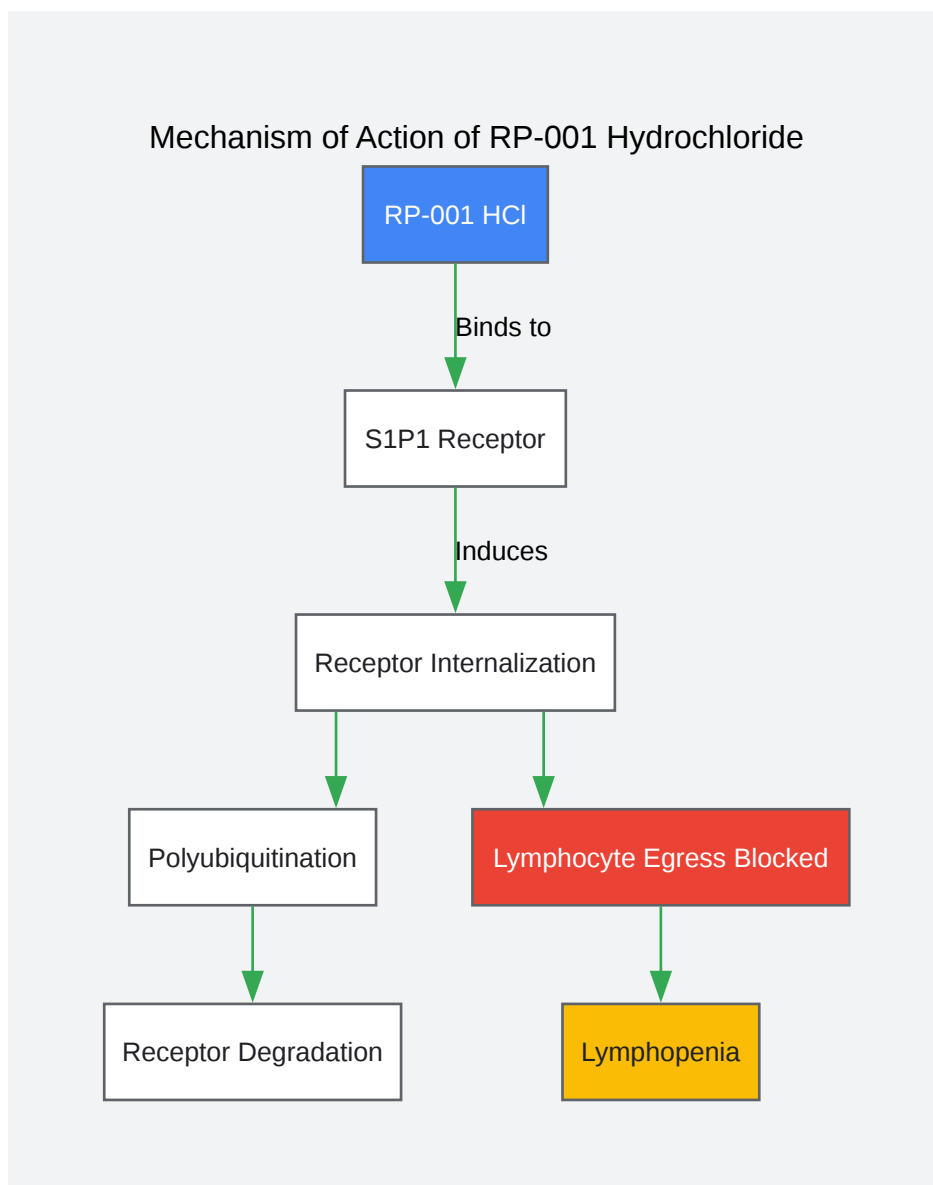 Mechanism of Action of RP-001 Hydrochloride
RP-001 HCl
Binds to
S1P1 Receptor
Induces
Receptor Internalization
Polyubiquitination
Lymphocyte Egress Blocked
Receptor Degradation
Lymphopenia